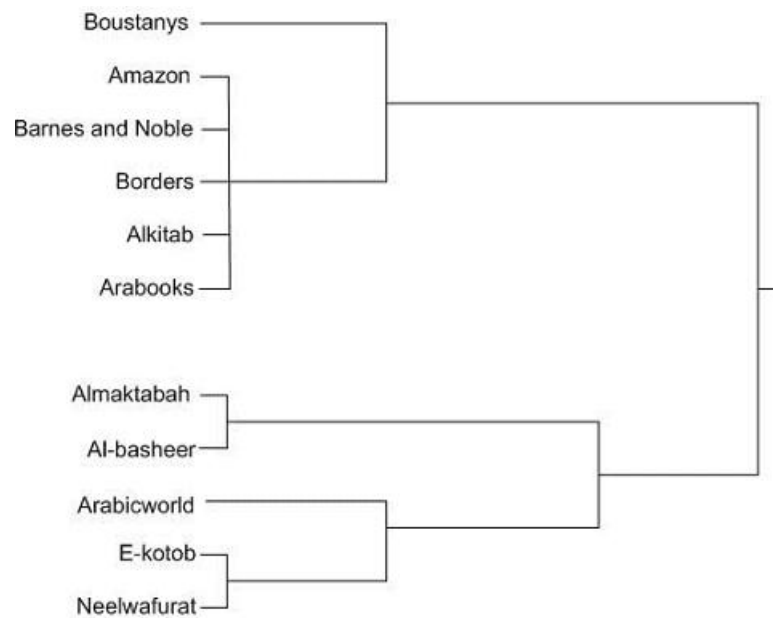 Boustanys
Amazon
Barnes and Noble
Borders
Alkitab
Arabooks
Almaktabah
Al-basheer
Arabicworld
E-kotob
Neelwafurat